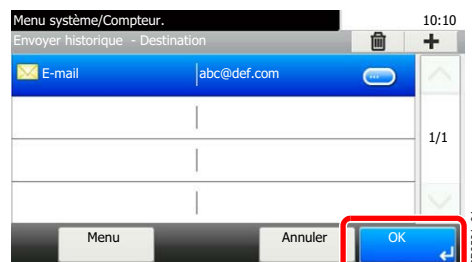 Menu système/Compteur.
10:10
Envoyer historique - Destination
E-mail
abc@def.com
1/1
Menu
Annuler
OK